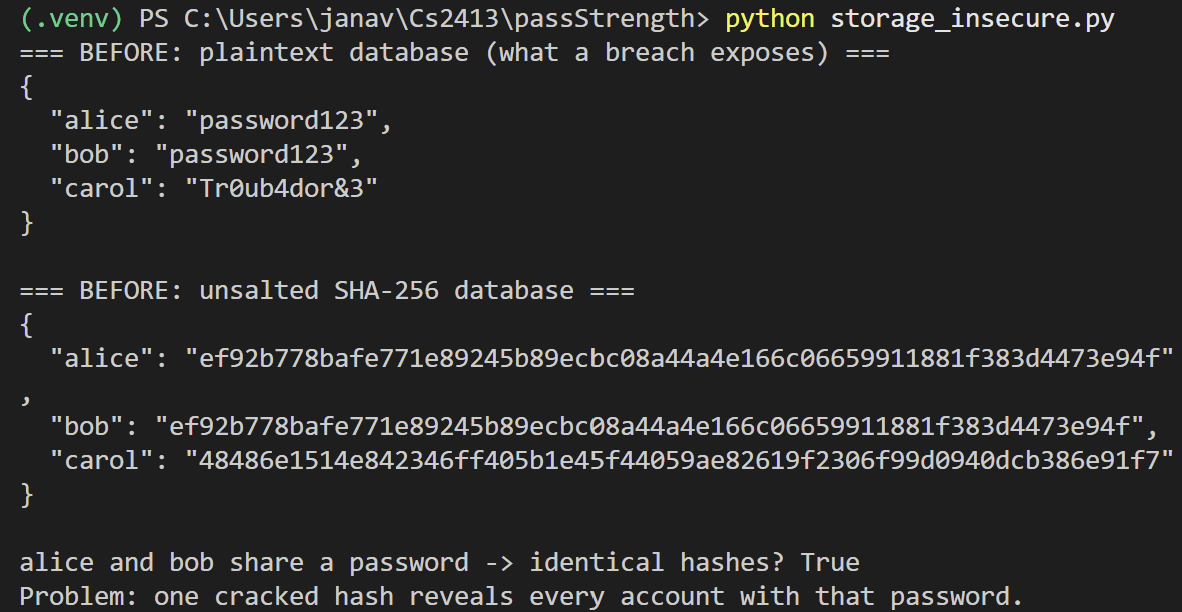 (.venv) PS C:\Users\janav\Cs2413\passStrength> python storage_insecure.py
=== BEFORE: plaintext database (what a breach exposes) ===
{
  "alice": "password123",
  "bob": "password123",
  "carol": "Tr0ub4dor&3"
}
=== BEFORE: unsalted SHA-256 database ===
{
  "alice": "ef92b778bafe771e89245b89ecbc08a44a4e166c06659911881f383d4473e94f"
,
  "bob": "ef92b778bafe771e89245b89ecbc08a44a4e166c06659911881f383d4473e94f",
  "carol": "48486e1514e842346ff405b1e45f44059ae82619f2306f99d0940dcb386e91f7"
}
alice and bob share a password -> identical hashes? True
Problem: one cracked hash reveals every account with that password.